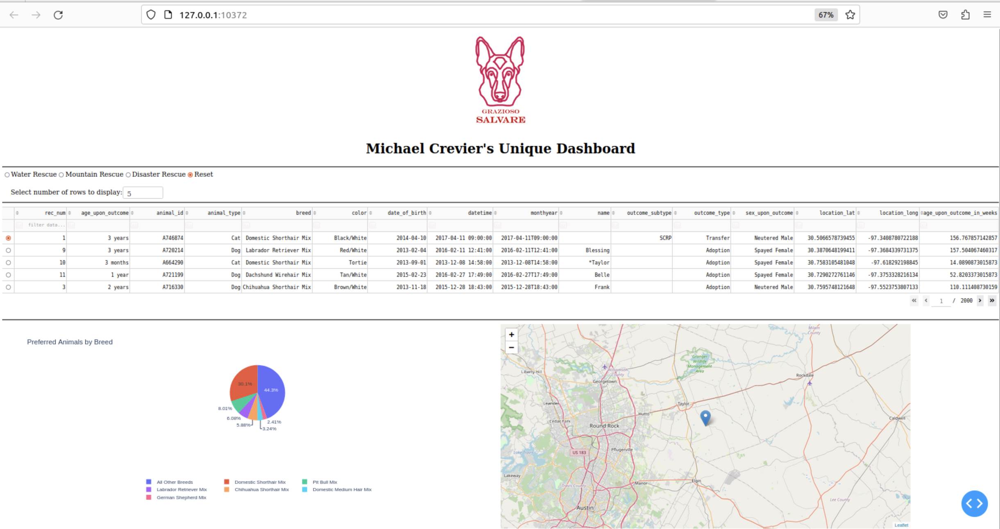 127.0.0.1:10372
67%
GRAZIOSO
SALVARE
Michael Crevier's Unique Dashboard
Water Rescue Mountain Rescue Disaster Rescue Reset
Select number of rows to display: 5
rec_num age_upon_outcome animal_id animal_type breed color date_of_birth datetime monthyear name outcome_subtype outcome_type sex_upon_outcome location_lat location_long age_upon_outcome_in_weeks
filter data...
1 3 years A746874 Cat Domestic Shorthair Mix Black/White 2014-04-10 2017-04-11 09:00:00 2017-04-11T09:00:00 SCRP Transfer Neutered Male 30.5066578739455 -97.3408780722188 156.767857142857
9 3 years A720214 Dog Labrador Retriever Mix Red/White 2013-02-04 2016-02-11 12:41:00 2016-02-11T12:41:00 Blessing Adoption Spayed Female 30.3870648199411 -97.3684339731375 157.504067460317
10 3 months A664290 Cat Domestic Shorthair Mix Tortie 2013-09-01 2013-12-08 14:58:00 2013-12-08T14:58:00 *Taylor Adoption Spayed Female 30.7583105481048 -97.618292198845 14.0890873015873
11 1 year A721199 Dog Dachshund Wirehair Mix Tan/White 2015-02-23 2016-02-27 17:49:00 2016-02-27T17:49:00 Belle Adoption Spayed Female 30.7290272761146 -97.3753328216134 52.8203373015873
3 2 years A716330 Dog Chihuahua Shorthair Mix Brown/White 2013-11-18 2015-12-28 18:43:00 2015-12-28T18:43:00 Frank Adoption Neutered Male 30.7595748121648 -97.5523753807133 110.111408730159
« ‹ 1 / 2000 › »
Preferred Animals by Breed
30.1%
44.3%
8.01%
6.08%
5.88%
2.41%
3.24%
All Other Breeds Domestic Shorthair Mix Pit Bull Mix
Labrador Retriever Mix Chihuahua Shorthair Mix Domestic Medium Hair Mix
German Shepherd Mix
+
−
Milam
County
Granger
Wildlife
Management
Area
Liberty Hill
Williamson
County
Georgetown
Rockdale
Leander
Taylor
Hutto
Cedar Park
Round Rock
Caldwell
Lake Travis
US 183
Pflugerville
Lakeway
Travis County
Manor
Elgin
Lee County
Austin
Leaflet